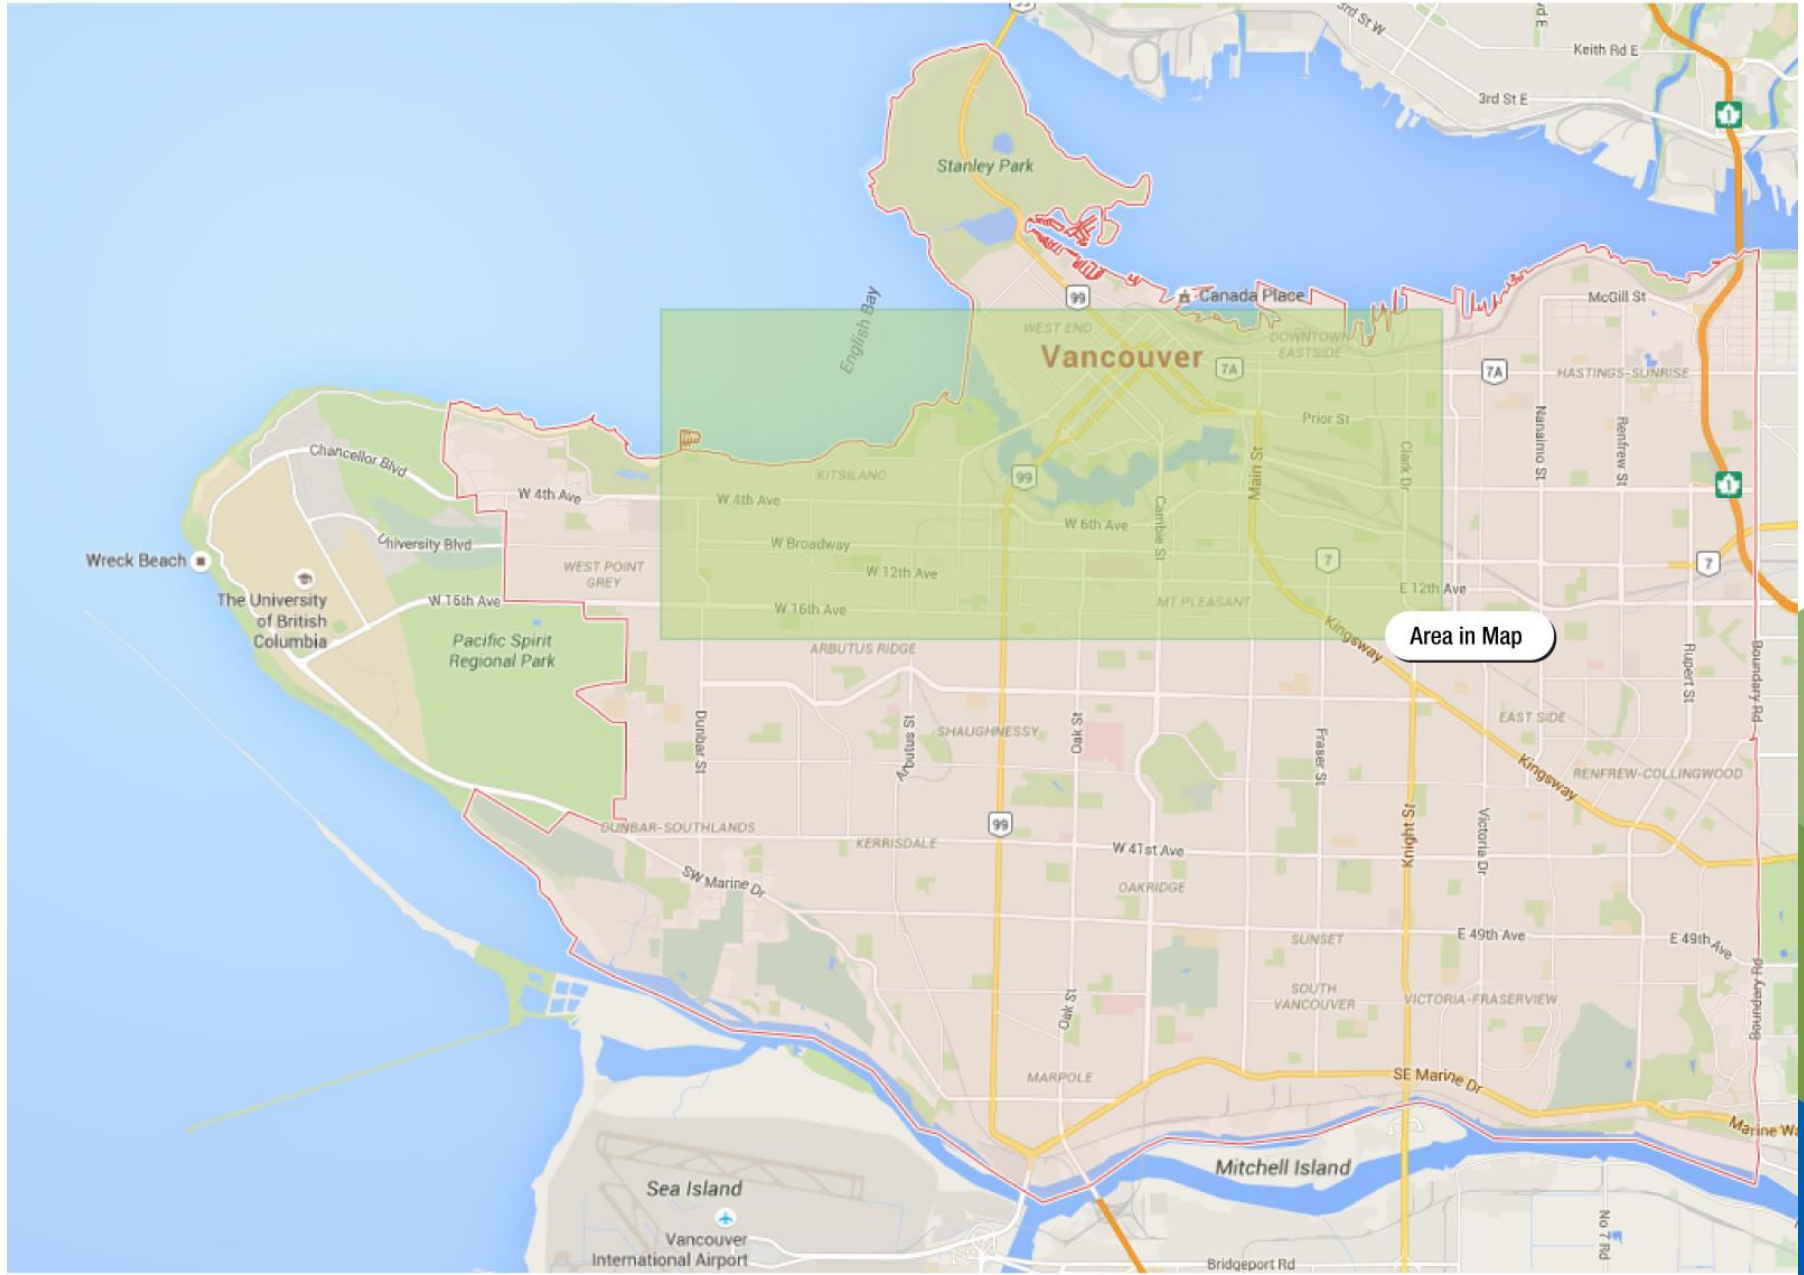 3rd St W
Keith Rd E
3rd St E
1
Stanley Park
99
Canada Place
McGill St
English Bay
WEST END
DOWNTOWN
EASTSIDE
Vancouver
7A
7A
HASTINGS-SUNRISE
Prior St
Nanaimo St
Renfrew St
Clark Dr
Main St
Chancellor Blvd
KITSILANO
99
1
W 4th Ave
W 4th Ave
Cambie St
W 6th Ave
University Blvd
W Broadway
Wreck Beach
WEST POINT
GREY
W 12th Ave
7
7
E 12th Ave
The University
of British
Columbia
W 16th Ave
W 16th Ave
MT PLEASANT
Kingsway
Area in Map
Pacific Spirit
Regional Park
ARBUTUS RIDGE
Rupert St
Boundary Rd
Dunbar St
Arbutus St
SHAUGHNESSY
Oak St
Fraser St
EAST SIDE
Kingsway
RENFREW-COLLINGWOOD
99
DUNBAR-SOUTHLANDS
KERRISDALE
W 41st Ave
Knight St
Victoria Dr
SW Marine Dr
OAKRIDGE
SUNSET
E 49th Ave
E 49th Ave
SOUTH
VANCOUVER
VICTORIA-FRASERVIEW
Oak St
Boundary Rd
MARPOLE
SE Marine Dr
Marine Wa
Mitchell Island
Sea Island
Vancouver
International Airport
Bridgeport Rd
No 7 Rd